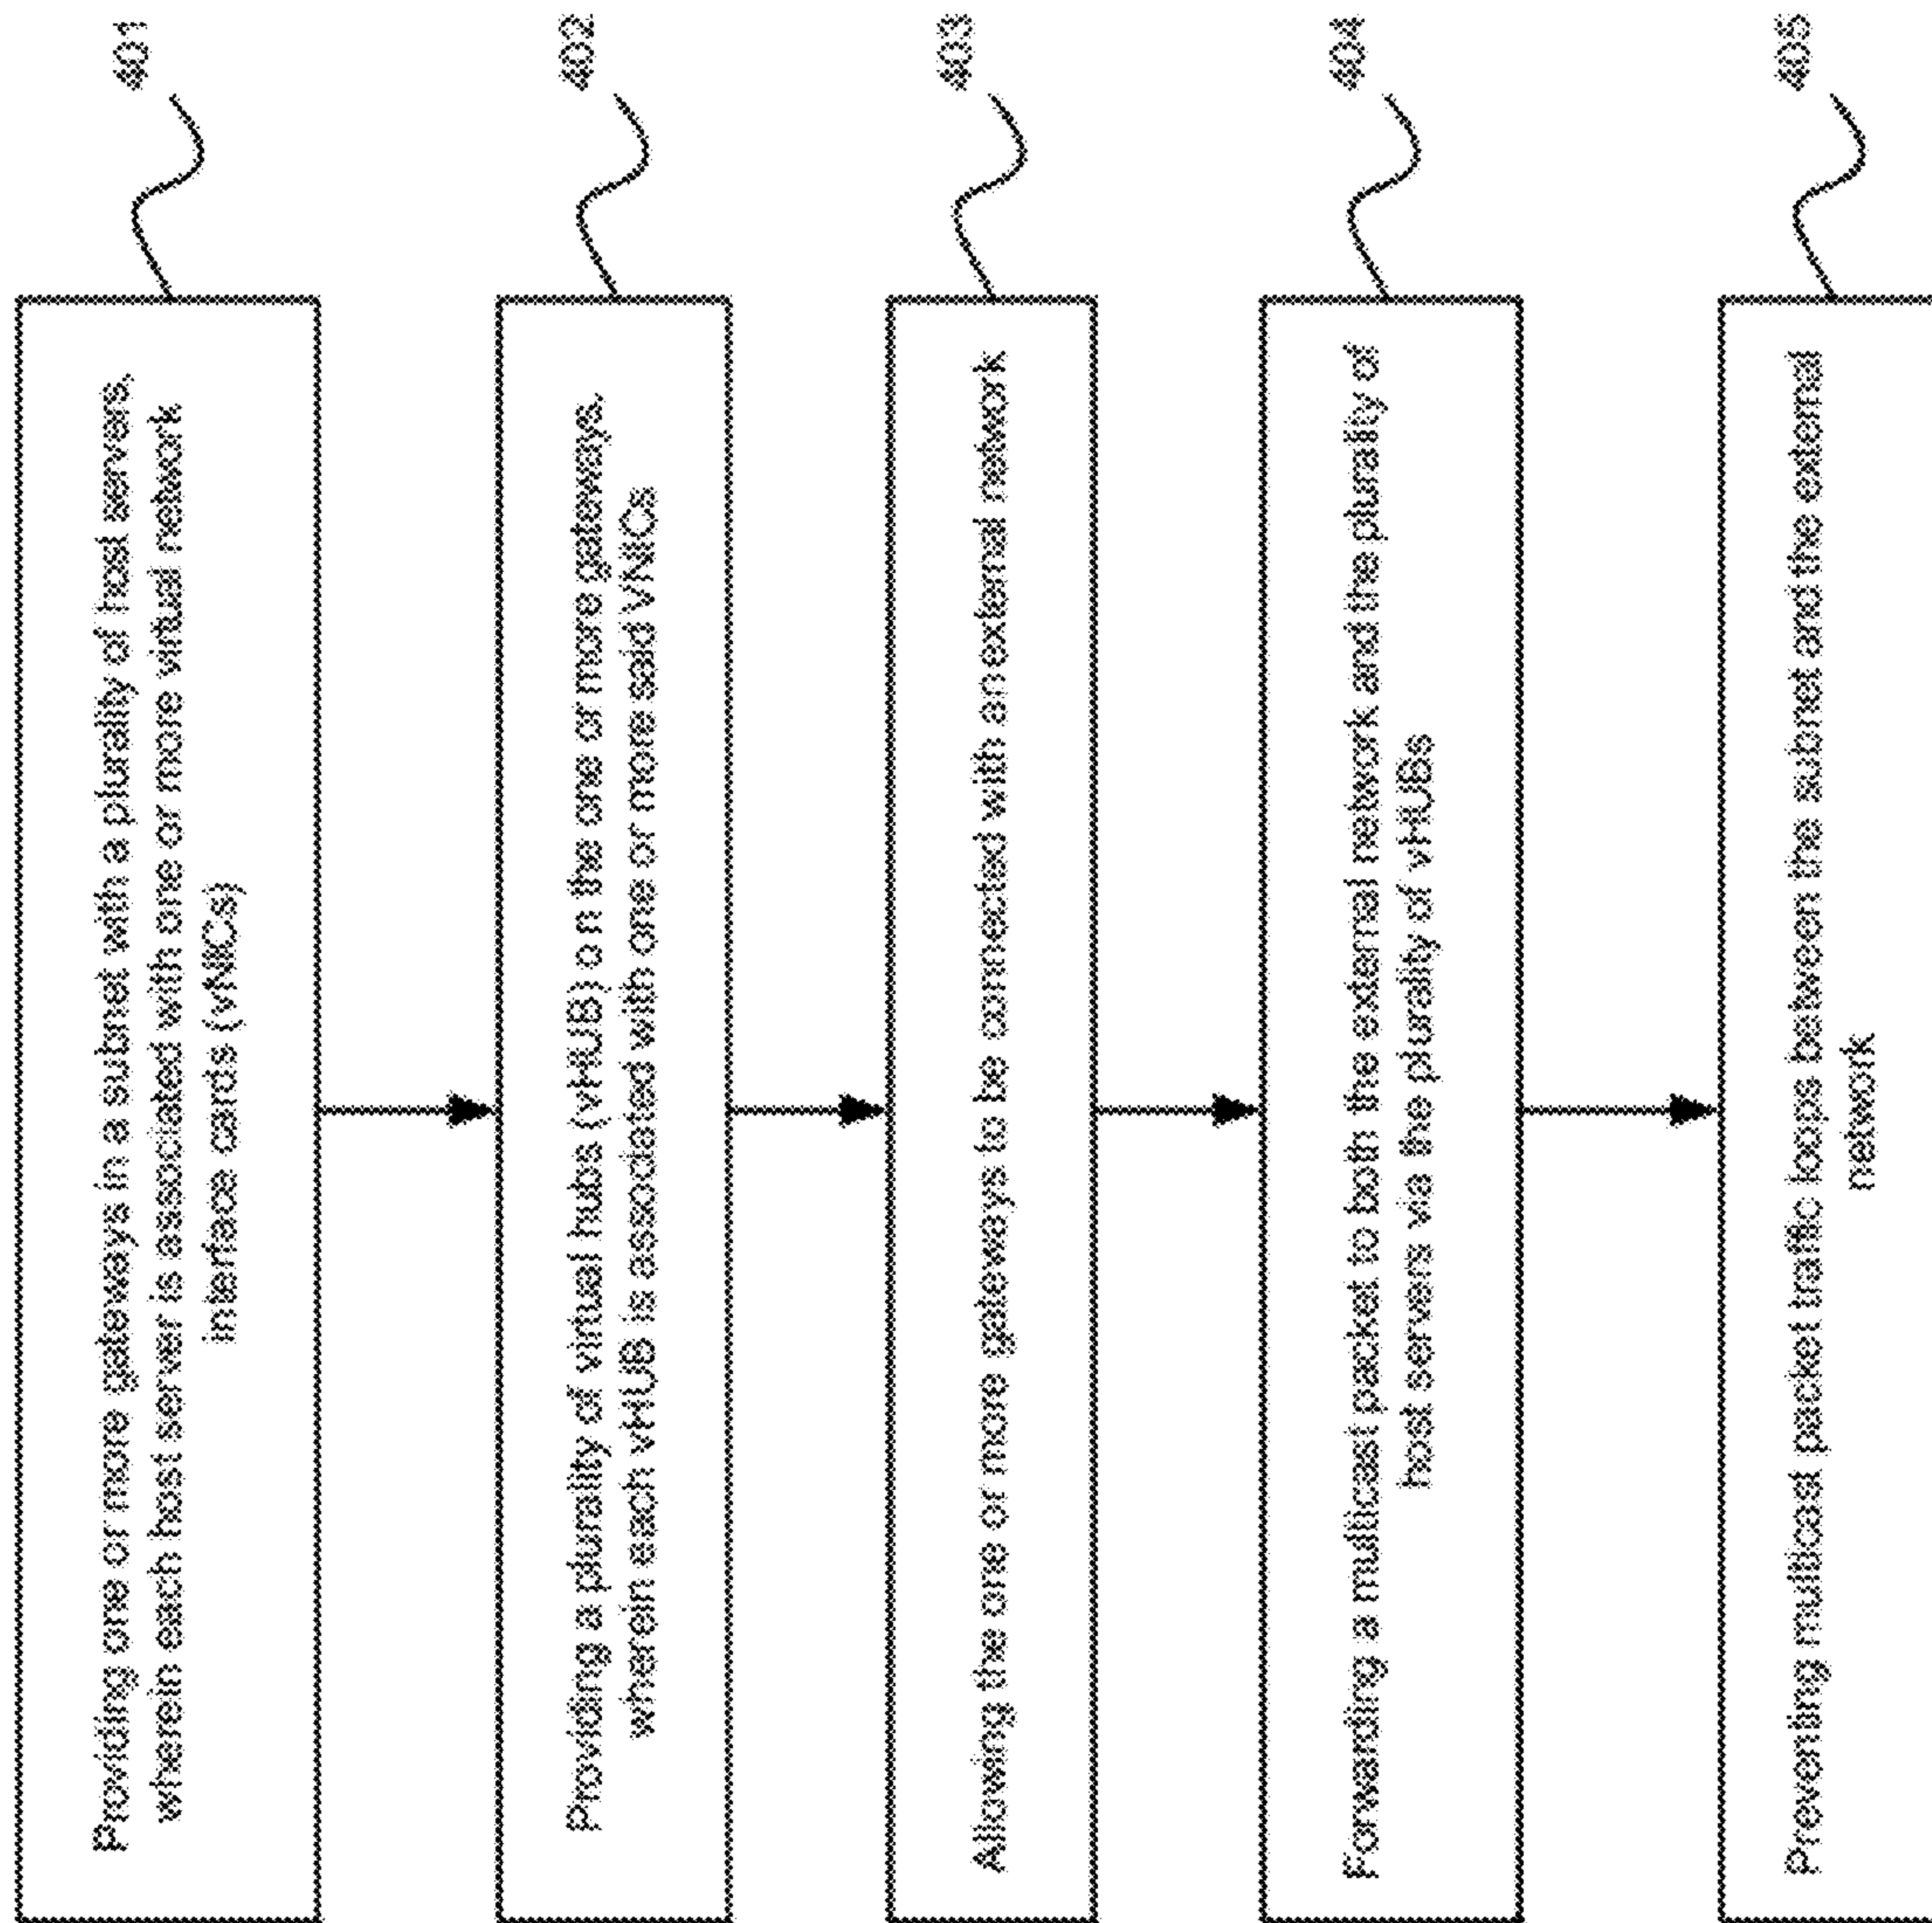 401
Providing one or more gateways in a subnet with a plurality of host servers,
wherein each host server is associated with one or more virtual network
interface cards (vNICs)
402
Providing a plurality of virtual hubs (vHUB) on the one or more gateways,
wherein each vHUB is associated with one or more said VNICs
403
Allowing the one or more gateways to be connected with an external network
404
Forwarding a multicast packet to both the external network and the plurality of
host servers via the plurality of vHUBs
405
Preventing multicast packet traffic loops between the subnet and the external
network